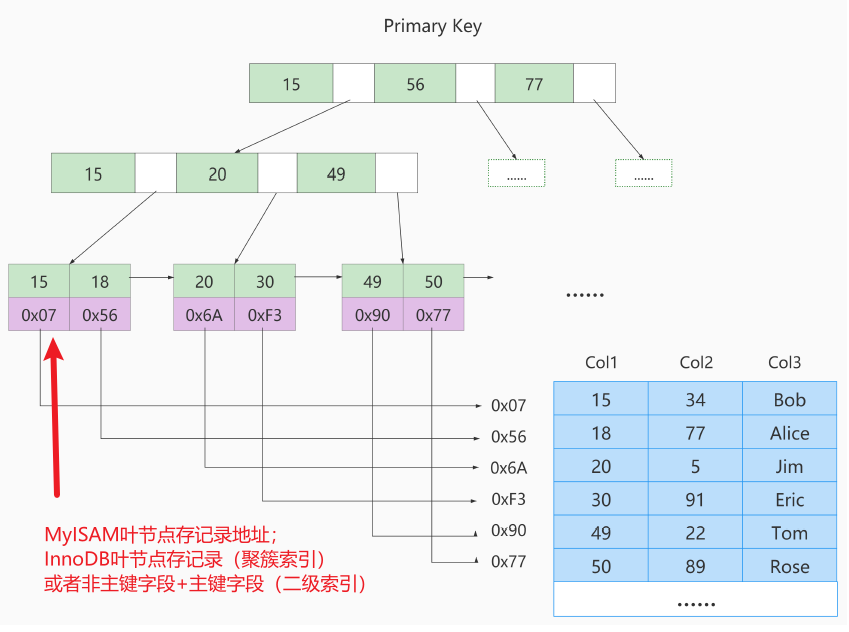 Primary Key
15 56 77
15 20 49
...... ......
15 18 20 30 49 50
0x07 0x56 0x6A 0xF3 0x90 0x77
......
Col1 Col2 Col3
0x07 15 34 Bob
0x56 18 77 Alice
0x6A 20 5 Jim
0xF3 30 91 Eric
0x90 49 22 Tom
0x77 50 89 Rose
......
MyISAM叶节点存记录地址；
InnoDB叶节点存记录（聚簇索引）
或者非主键字段+主键字段（二级索引）